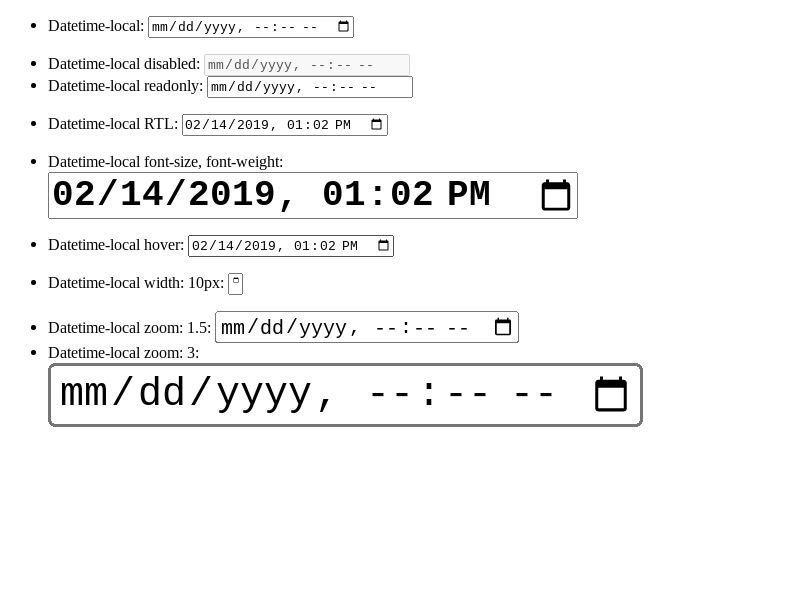 Datetime-local: mm/dd/yyyy, --:-- --
Datetime-local disabled: mm/dd/yyyy, --:-- --
Datetime-local readonly: mm/dd/yyyy, --:-- --
Datetime-local RTL: 02/14/2019, 01:02 PM
Datetime-local font-size, font-weight:
02/14/2019, 01:02 PM
Datetime-local hover: 02/14/2019, 01:02 PM
Datetime-local width: 10px:
Datetime-local zoom: 1.5: mm/dd/yyyy, --:-- --
Datetime-local zoom: 3:
mm/dd/yyyy, --:-- --